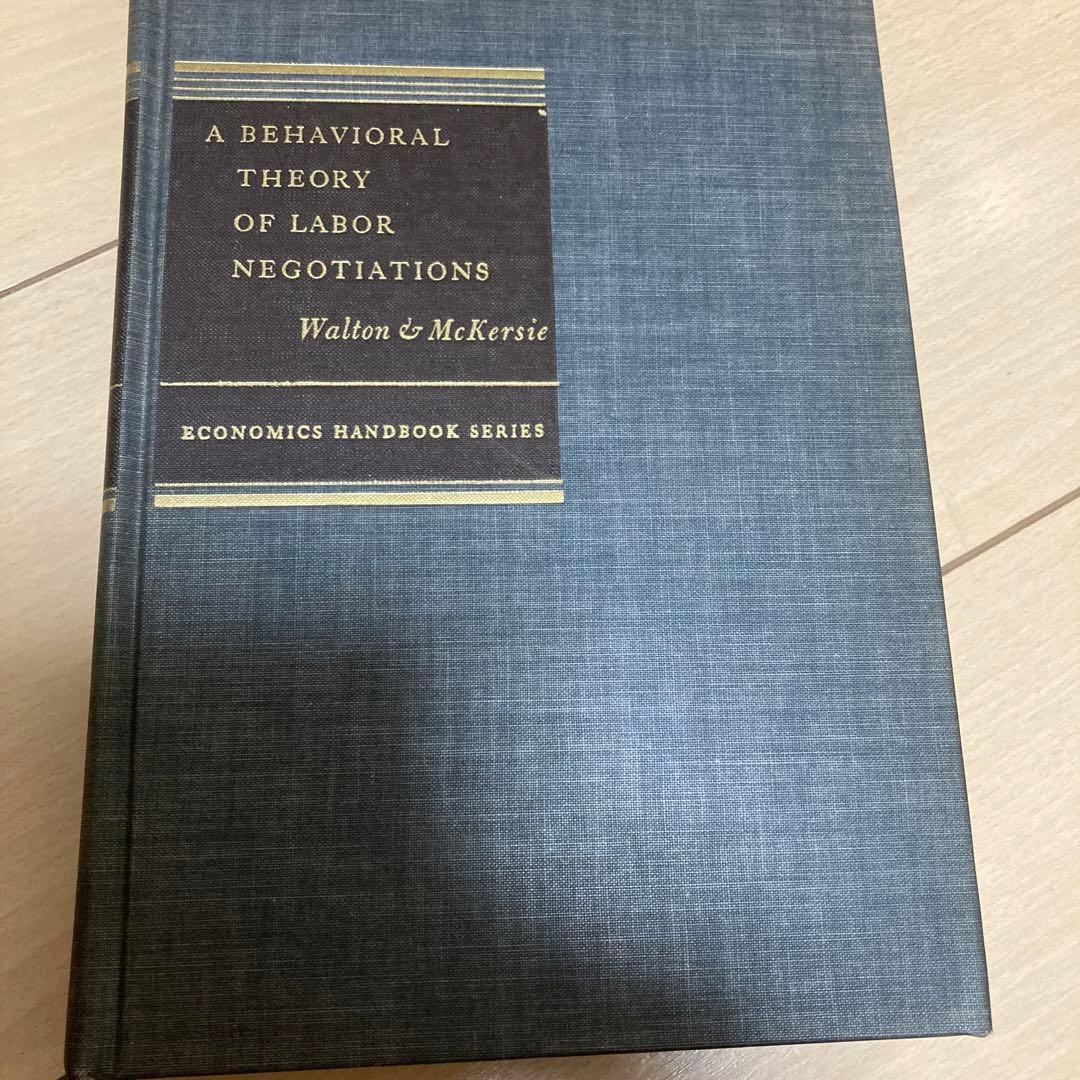 A BEHAVIORAL
THEORY
OF LABOR
NEGOTIATIONS
Walton & McKersie
ECONOMICS HANDBOOK SERIES